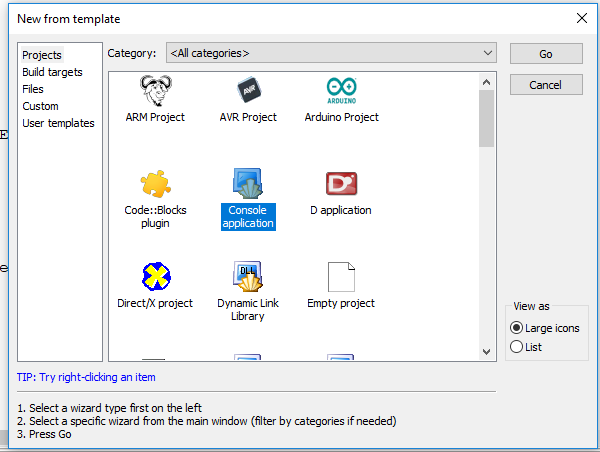 New from template
Projects
Build targets
Files
Custom
User templates
Category:
<All categories>
Go
Cancel
ARM Project
AVR
AVR Project
ARDUINO
Arduino Project
Code::Blocks
plugin
Console
application
D
D application
Direct/X project
DLL
Dynamic Link
Library
Empty project
View as
Large icons
List
TIP: Try right-clicking an item
1. Select a wizard type first on the left
2. Select a specific wizard from the main window (filter by categories if needed)
3. Press Go
E
e